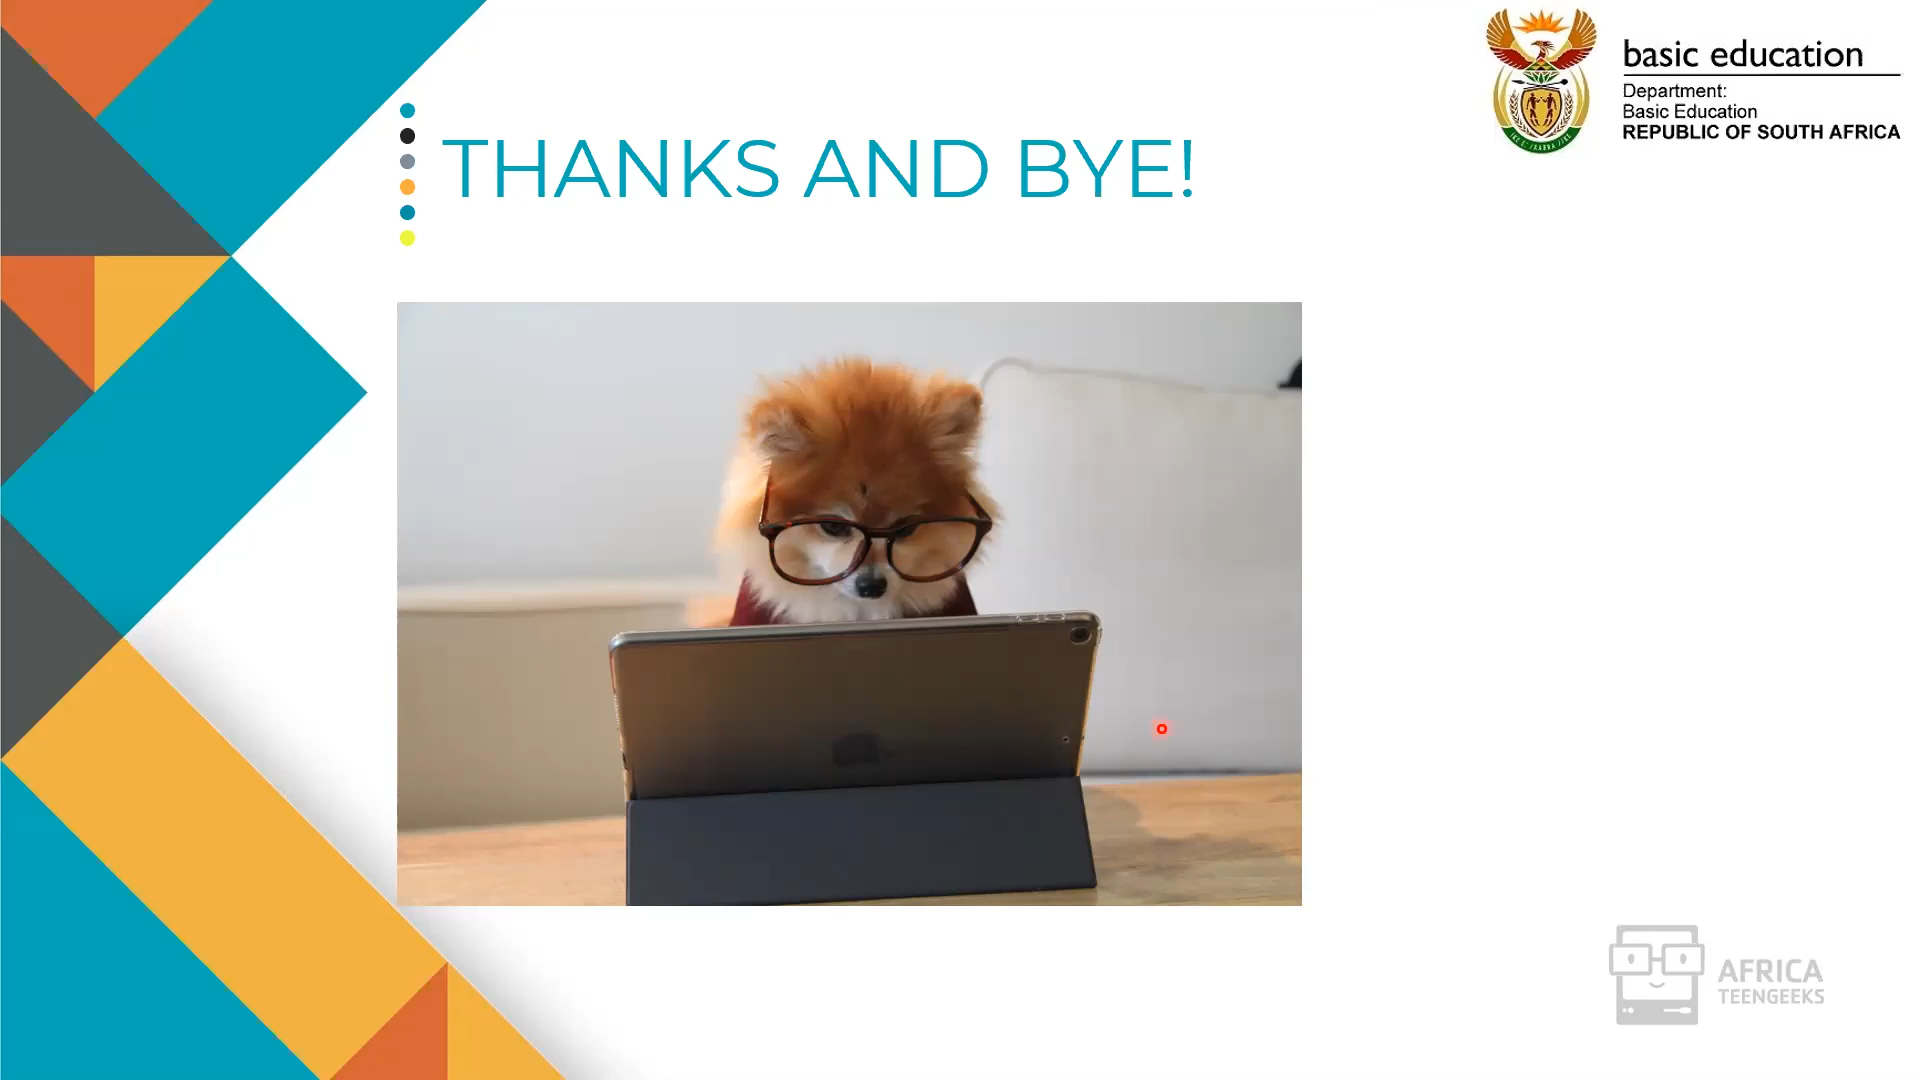 THANKS AND BYE!
basic education
Department:
Basic Education
REPUBLIC OF SOUTH AFRICA
AFRICA
TEENGEEKS